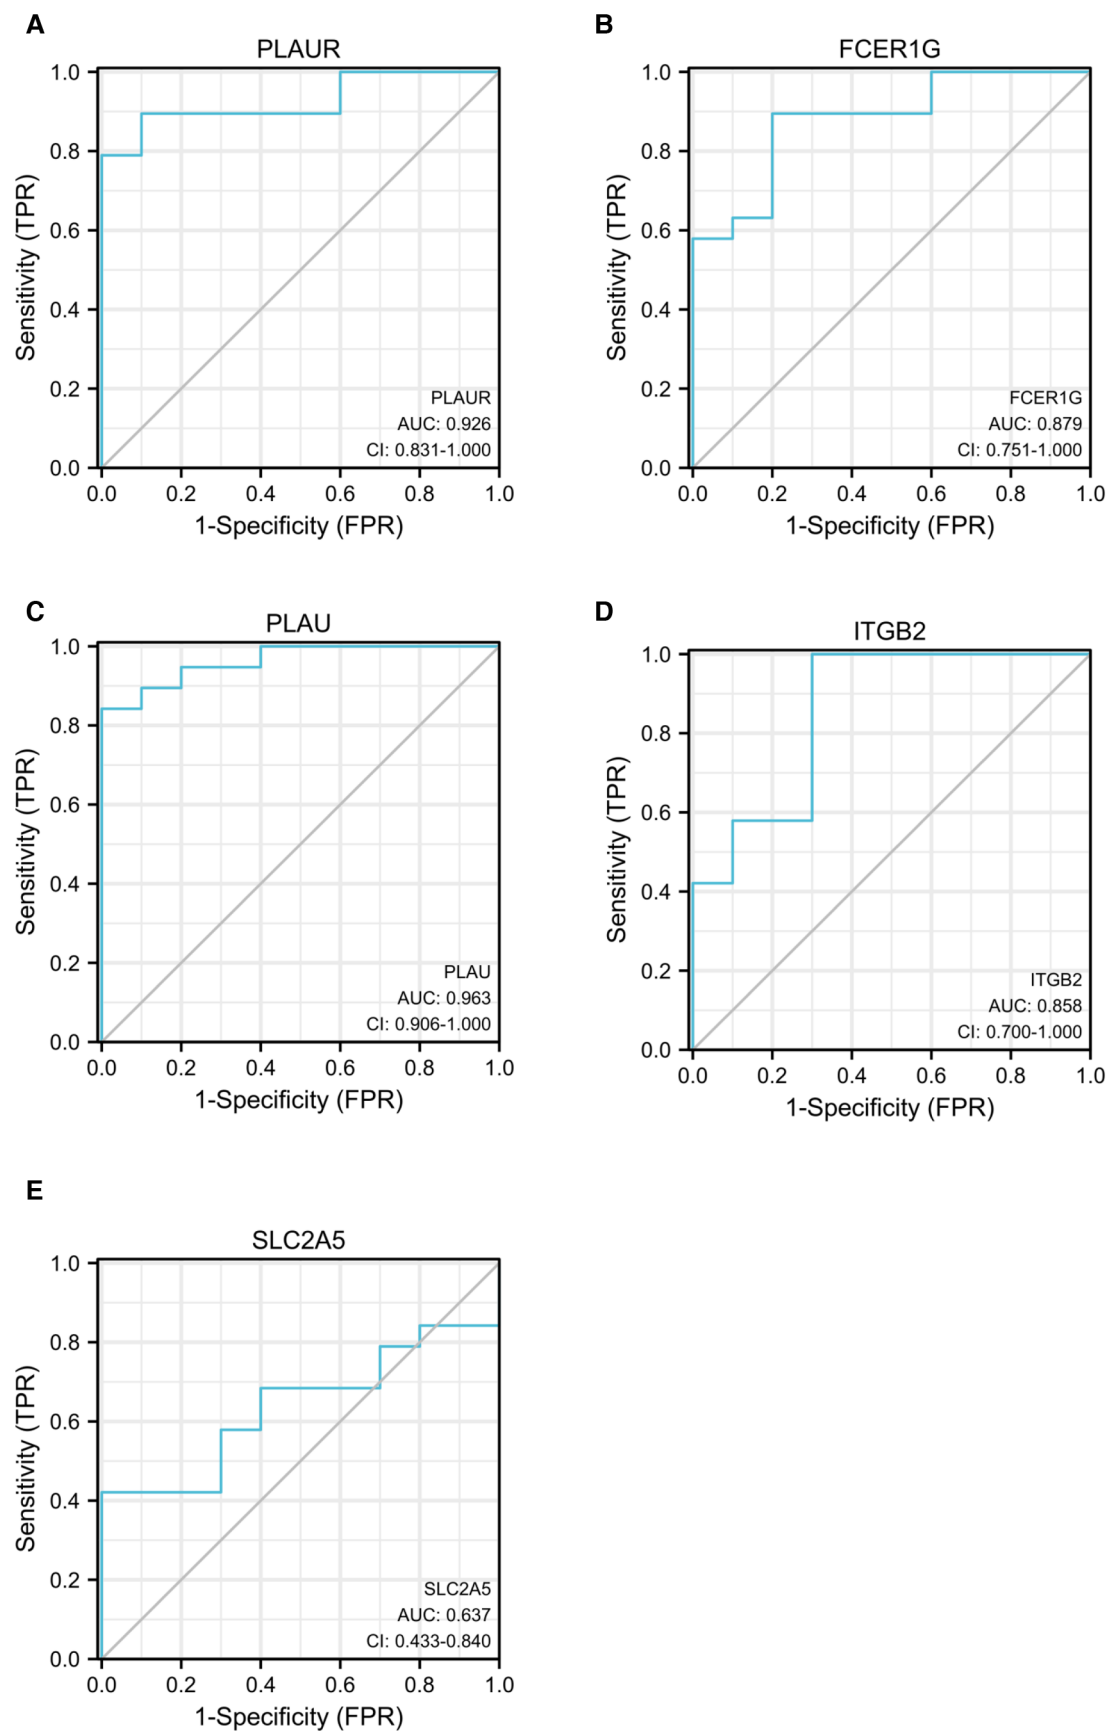 A
PLAUR
1.0
0.8
0.6
0.4
0.2
0.0
Sensitivity (TPR)
PLAUR
AUC: 0.926
CI: 0.831-1.000
0.0 0.2 0.4 0.6 0.8 1.0
1-Specificity (FPR)
B
FCER1G
1.0
0.8
0.6
0.4
0.2
0.0
Sensitivity (TPR)
FCER1G
AUC: 0.879
CI: 0.751-1.000
0.0 0.2 0.4 0.6 0.8 1.0
1-Specificity (FPR)
C
PLAU
1.0
0.8
0.6
0.4
0.2
0.0
Sensitivity (TPR)
PLAU
AUC: 0.963
CI: 0.906-1.000
0.0 0.2 0.4 0.6 0.8 1.0
1-Specificity (FPR)
D
ITGB2
1.0
0.8
0.6
0.4
0.2
0.0
Sensitivity (TPR)
ITGB2
AUC: 0.858
CI: 0.700-1.000
0.0 0.2 0.4 0.6 0.8 1.0
1-Specificity (FPR)
E
SLC2A5
1.0
0.8
0.6
0.4
0.2
0.0
Sensitivity (TPR)
SLC2A5
AUC: 0.637
CI: 0.433-0.840
0.0 0.2 0.4 0.6 0.8 1.0
1-Specificity (FPR)